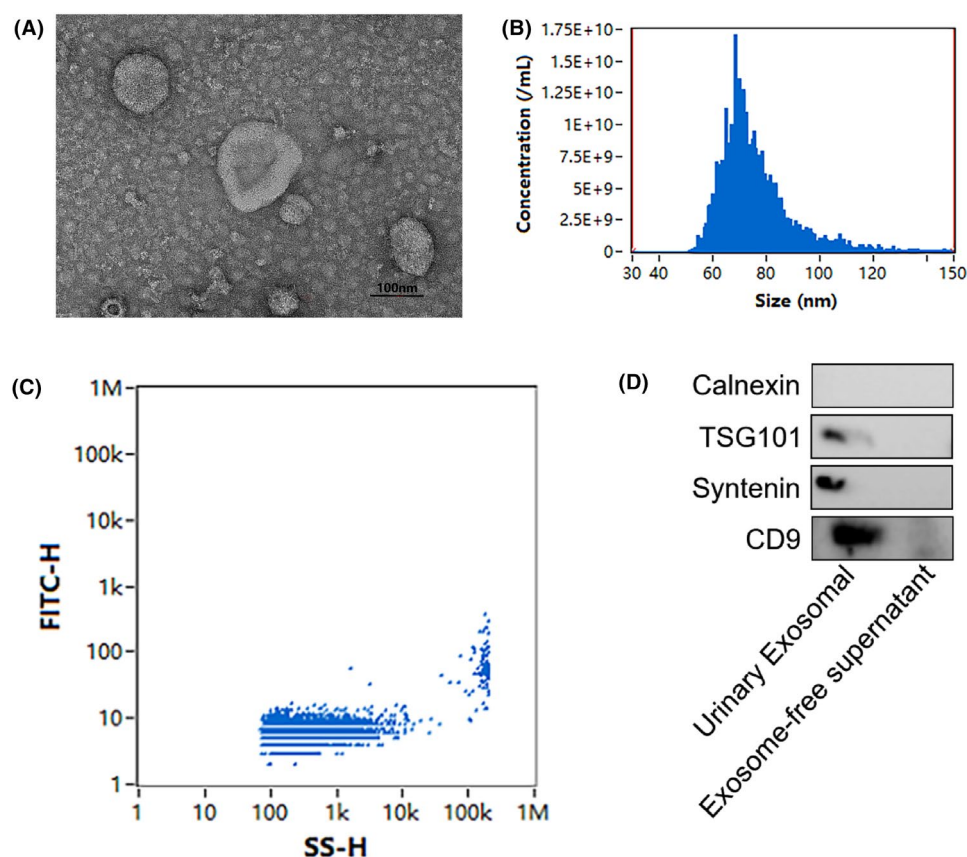 (A)
100nm
(B)
Concentration (/mL)
1.75E+10
1.5E+10
1.25E+10
1E+10
7.5E+9
5E+9
2.5E+9
0
30 40 60 80 100 120 150
Size (nm)
(C)
FITC-H
1M
100k
10k
1k
100
10
1
1 10 100 1k 10k 100k 1M
SS-H
(D)
Calnexin
TSG101
Syntenin
CD9
Urinary Exosomal
Exosome-free supernatant